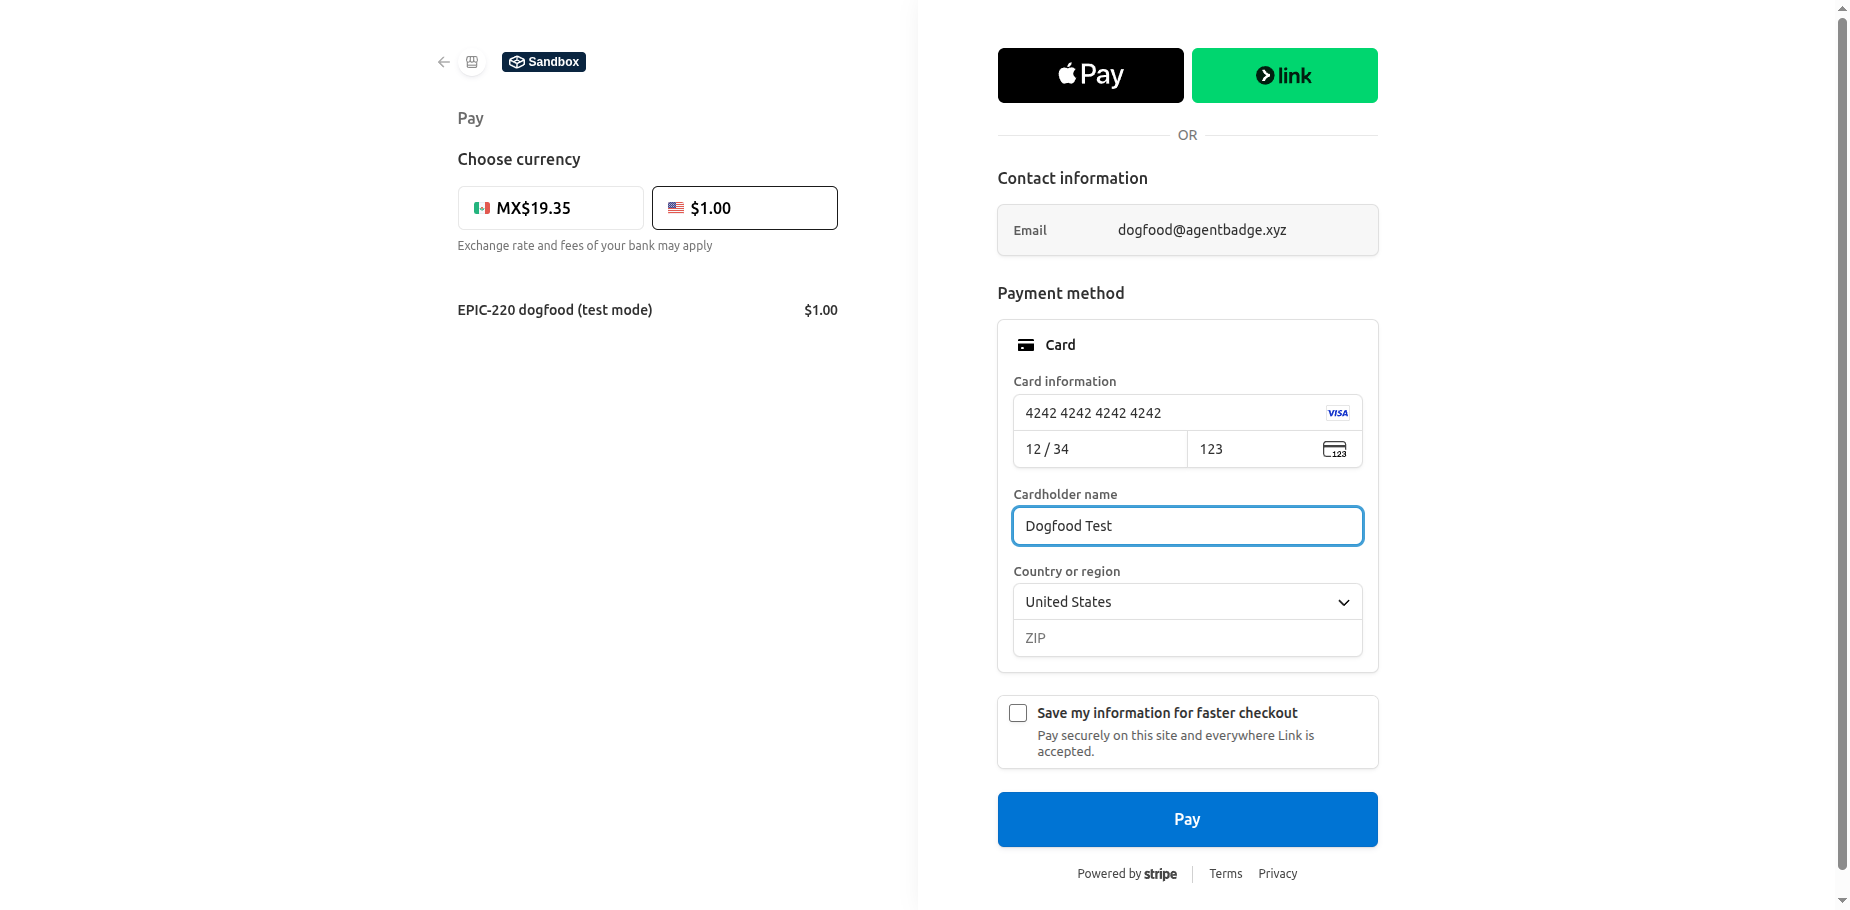 Sandbox
Pay
Choose currency
MX$19.35
$1.00
Exchange rate and fees of your bank may apply
EPIC-220 dogfood (test mode) $1.00
Pay
link
OR
Contact information
Email dogfood@agentbadge.xyz
Payment method
Card
Card information
4242 4242 4242 4242 VISA
12 / 34 123 123
Cardholder name
Dogfood Test
Country or region
United States
ZIP
Save my information for faster checkout
Pay securely on this site and everywhere Link is
accepted.
Pay
Powered by stripe Terms Privacy